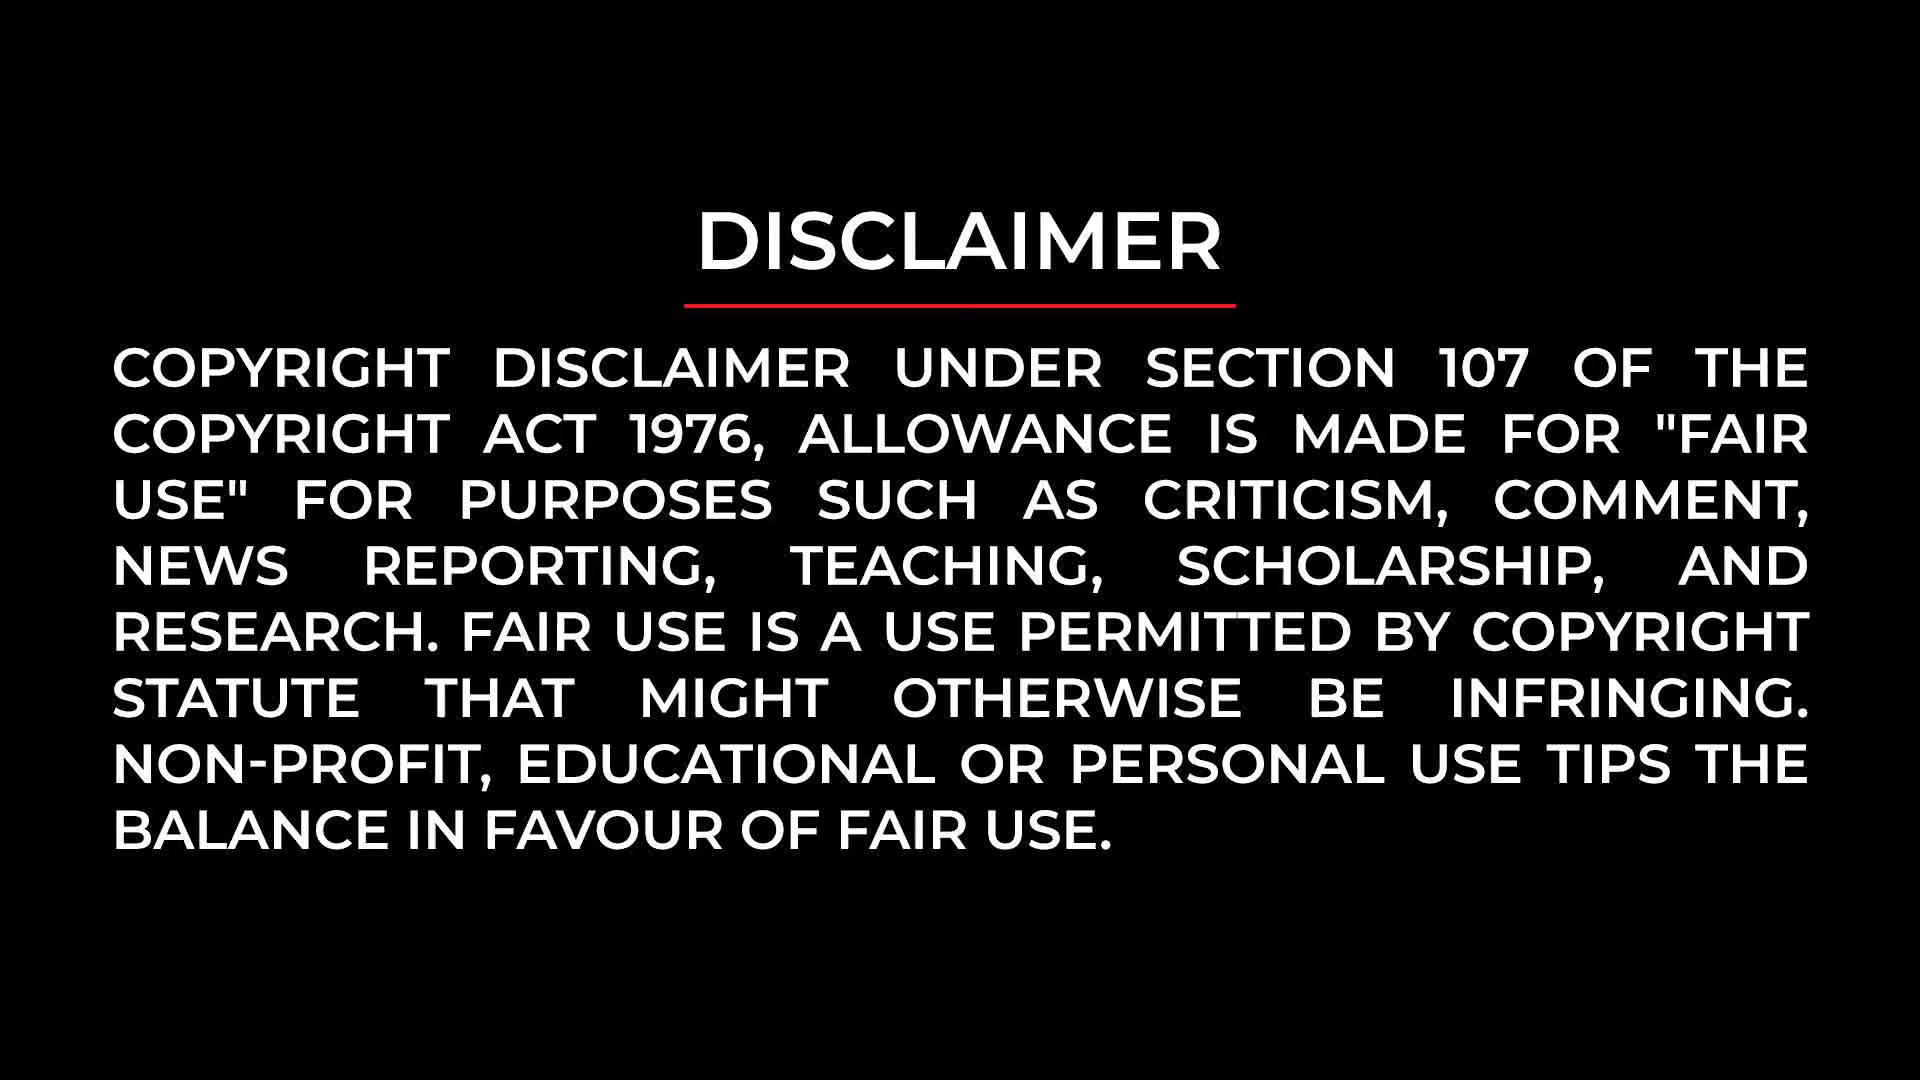 DISCLAIMER
COPYRIGHT DISCLAIMER UNDER SECTION 107 OF THE
COPYRIGHT ACT 1976, ALLOWANCE IS MADE FOR "FAIR
USE" FOR PURPOSES SUCH AS CRITICISM, COMMENT,
NEWS REPORTING, TEACHING, SCHOLARSHIP, AND
RESEARCH. FAIR USE IS A USE PERMITTED BY COPYRIGHT
STATUTE THAT MIGHT OTHERWISE BE INFRINGING.
NON-PROFIT, EDUCATIONAL OR PERSONAL USE TIPS THE
BALANCE IN FAVOUR OF FAIR USE.